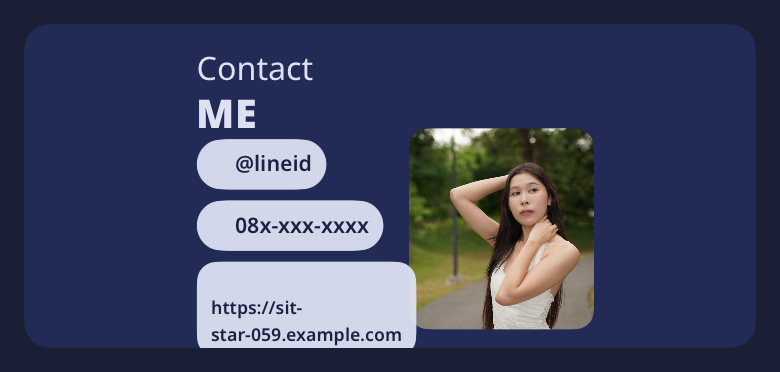 Contact
ME
@lineid
08x-xxx-xxxx
https://sit-
star-059.example.com